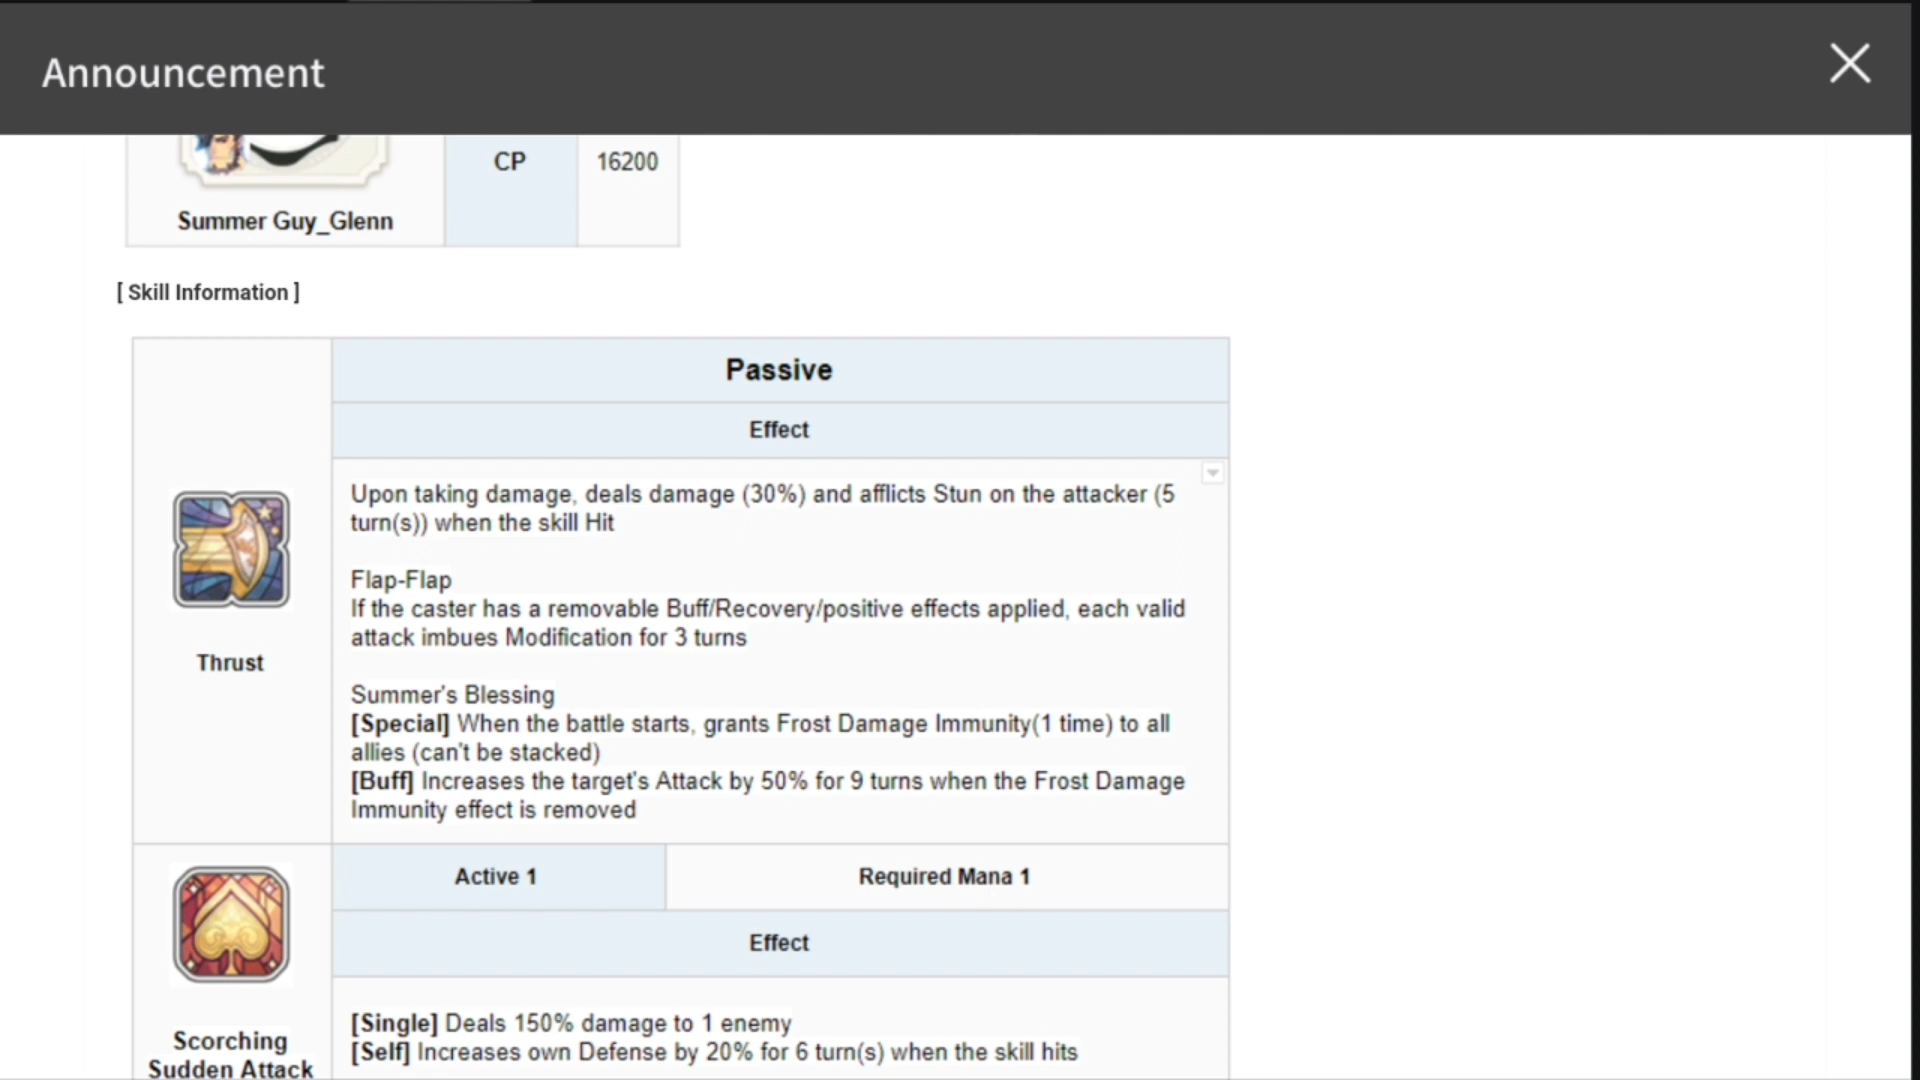 Announcement
CP
16200
Summer Guy_Glenn
[ Skill Information ]
Passive
Effect
Upon taking damage, deals damage (30%) and afflicts Stun on the attacker (5
turn(s)) when the skill Hit
Flap-Flap
If the caster has a removable Buff/Recovery/positive effects applied, each valid
attack imbues Modification for 3 turns
Thrust
Summer's Blessing
[Special] When the battle starts, grants Frost Damage Immunity(1 time) to all
allies (can't be stacked)
[Buff] Increases the target's Attack by 50% for 9 turns when the Frost Damage
Immunity effect is removed
Active 1
Required Mana 1
Effect
[Single] Deals 150% damage to 1 enemy
[Self] Increases own Defense by 20% for 6 turn(s) when the skill hits
Scorching
Sudden Attack